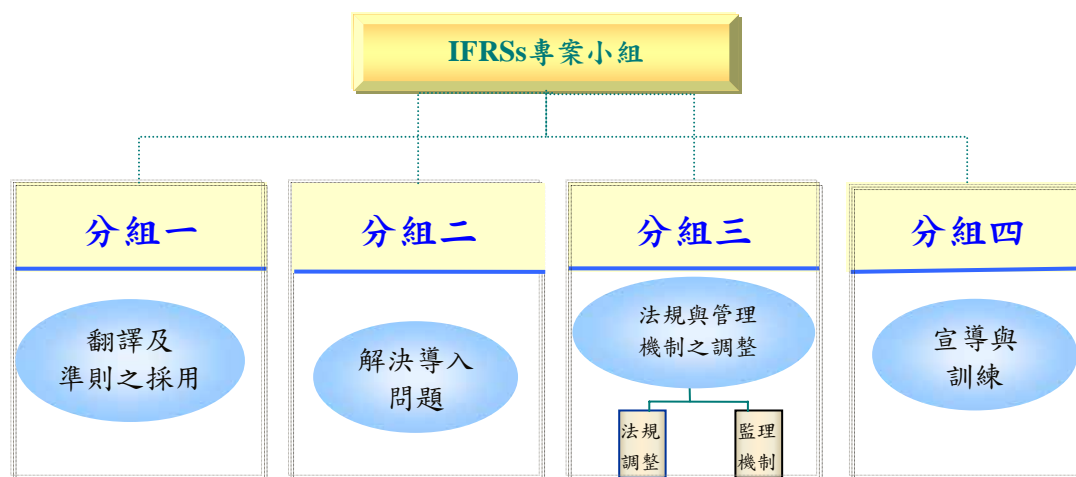 IFRSs專案小組
分組一
分組二
分組三
分組四
翻譯及
準則之採用
解決導入
問題
法規與管理
機制之調整
宣導與
訓練
法規
調整
監理
機制